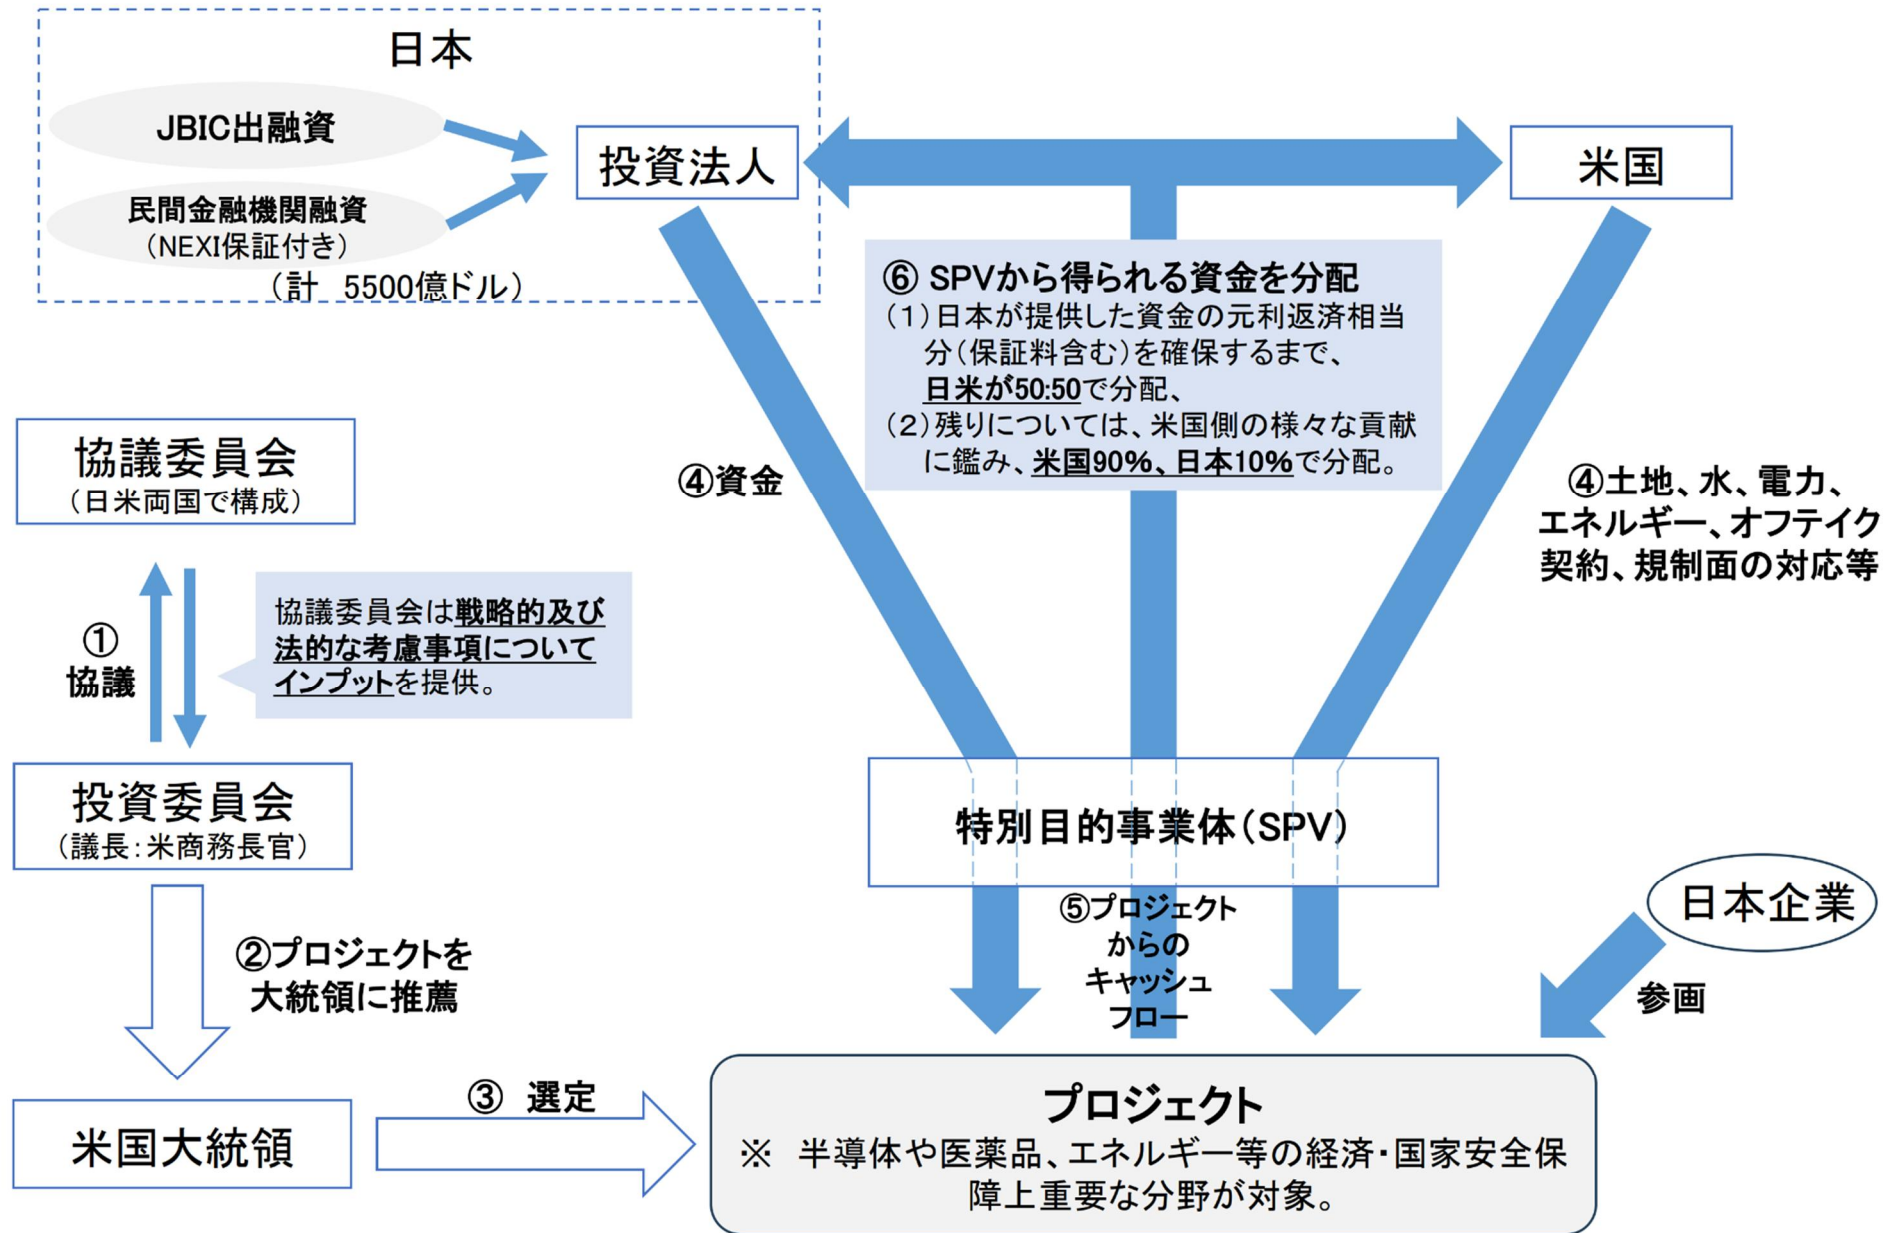 日本
JBIC出融資
民間金融機関融資
（NEXI保証付き）
（計　5500億ドル）
投資法人
米国
⑥ SPVから得られる資金を分配
（１）日本が提供した資金の元利返済相当
分（保証料含む）を確保するまで、
日米が50:50で分配、
（２）残りについては、米国側の様々な貢献
に鑑み、米国90%、日本10%で分配。
④資金
④土地、水、電力、
エネルギー、オフテイク
契約、規制面の対応等
協議委員会
（日米両国で構成）
①
協議
協議委員会は戦略的及び
法的な考慮事項について
インプットを提供。
投資委員会
（議長：米商務長官）
②プロジェクトを
大統領に推薦
米国大統領
③　選定
特別目的事業体（SPV）
⑤プロジェクト
からの
キャッシュ
フロー
日本企業
参画
プロジェクト
※　半導体や医薬品、エネルギー等の経済・国家安全保
障上重要な分野が対象。